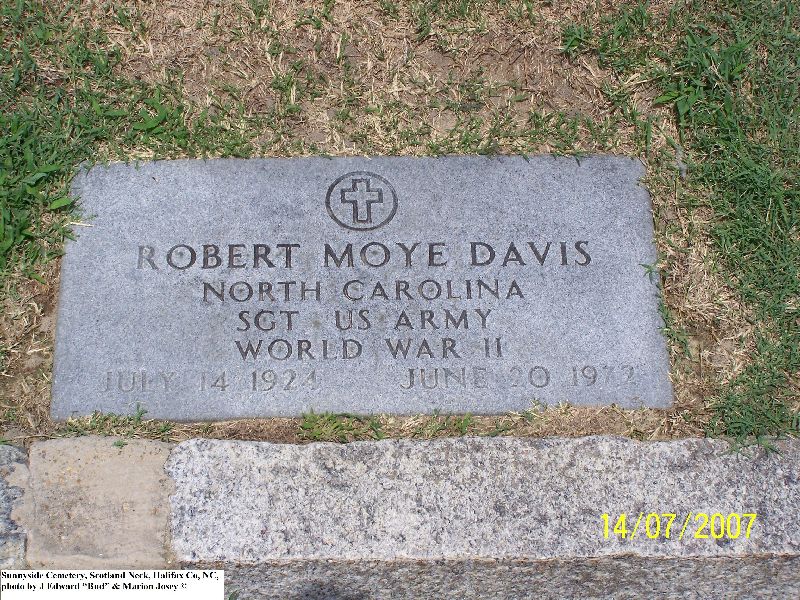 ROBERT MOYE DAVIS
NORTH CAROLINA
SGT US ARMY
WORLD WAR II
JULY 14 1924 JUNE 20 1972
14/07/2007
Sunnyside Cemetery, Scotland Neck, Halifax Co, NC,
photo by J Edward "Bud" & Marion Josey ©